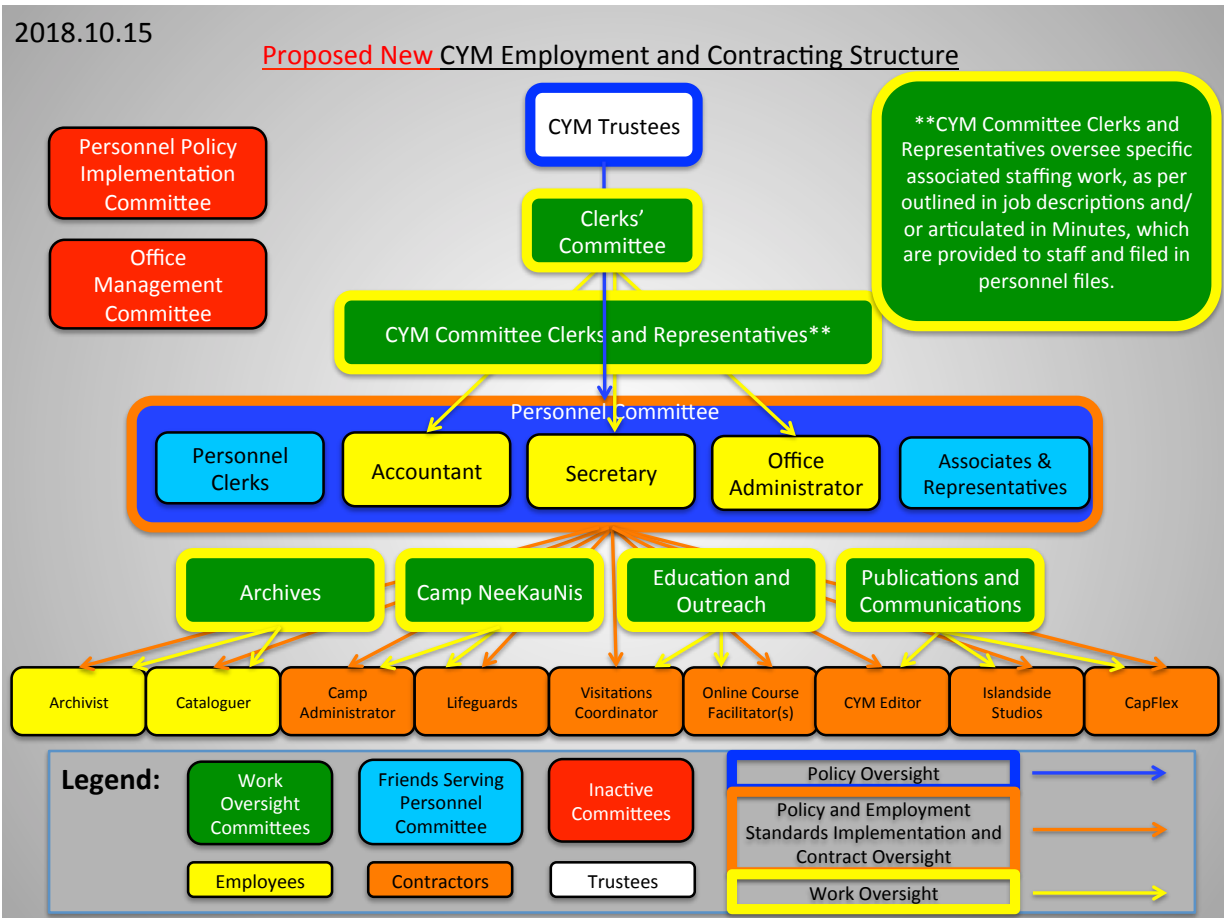 2018.10.15
Proposed New CYM Employment and Contracting Structure
CYM Trustees
**CYM Committee Clerks and
Representatives oversee specific
associated staffing work, as per
outlined in job descriptions and/
or articulated in Minutes, which
are provided to staff and filed in
personnel files.
Personnel Policy
Implementation
Committee
Clerks’
Committee
Office
Management
Committee
CYM Committee Clerks and Representatives**
Personnel Committee
Personnel
Clerks
Accountant
Secretary
Office
Administrator
Associates &
Representatives
Archives
Camp NeeKauNis
Education and
Outreach
Publications and
Communications
Archivist
Cataloguer
Camp
Administrator
Lifeguards
Visitations
Coordinator
Online Course
Facilitator(s)
CYM Editor
Islandside
Studios
CapFlex
Legend:
Work
Oversight
Committees
Friends Serving
Personnel
Committee
Inactive
Committees
Policy Oversight
Policy and Employment
Standards Implementation and
Contract Oversight
Employees
Contractors
Trustees
Work Oversight